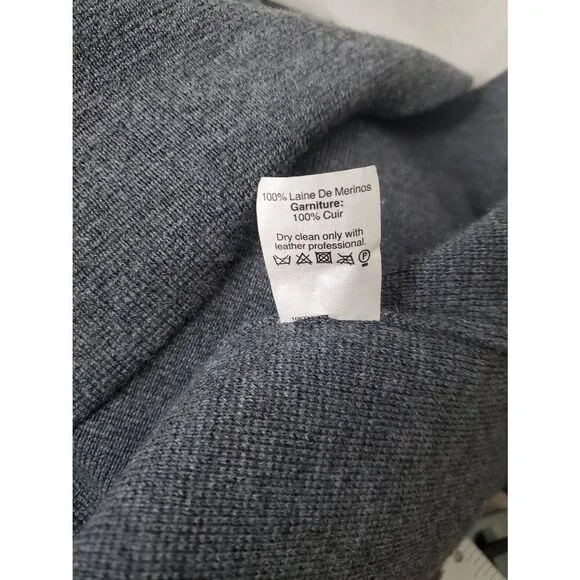 100% Laine De Merinos
Garniture:
100% Cuir
Dry clean only with
leather professional.
P